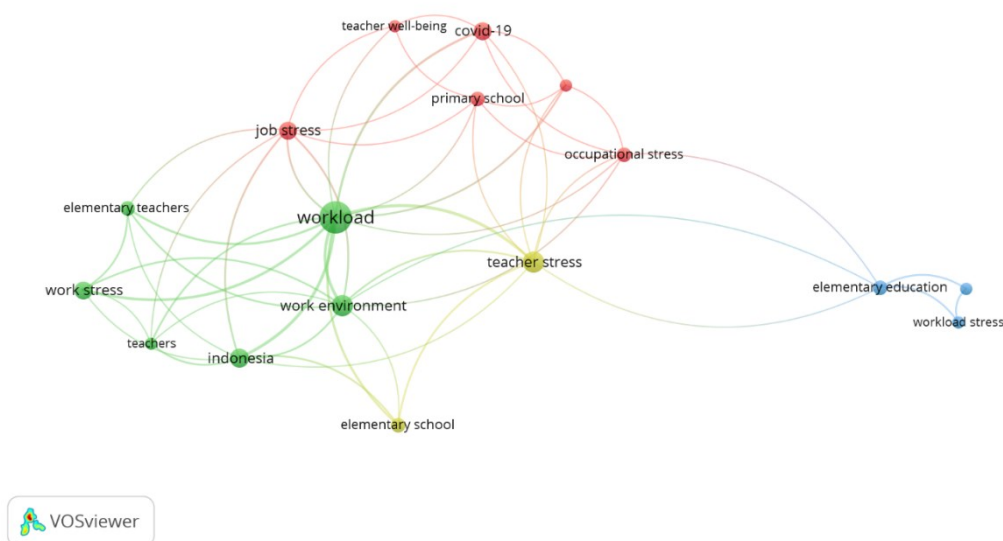 teacher well-being
covid-19
primary school
job stress
occupational stress
elementary teachers
workload
teacher stress
work stress
work environment
elementary education
workload stress
teachers
indonesia
elementary school
VOSviewer